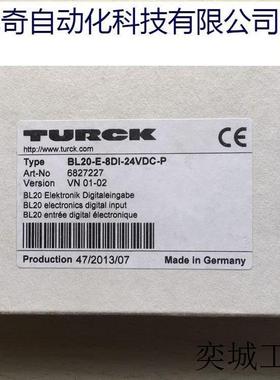 奇自动化科技有限公司
TURCK
CE
www.turck.com
Type BL20-E-8DI-24VDC-P
Art-No 6827227
Version VN 01-02
BL20 Elektronik Digitaleingabe
BL20 electronics digital input
BL20 entrée digital électronique
Production 47/2013/07 Made in Germany
奕城工